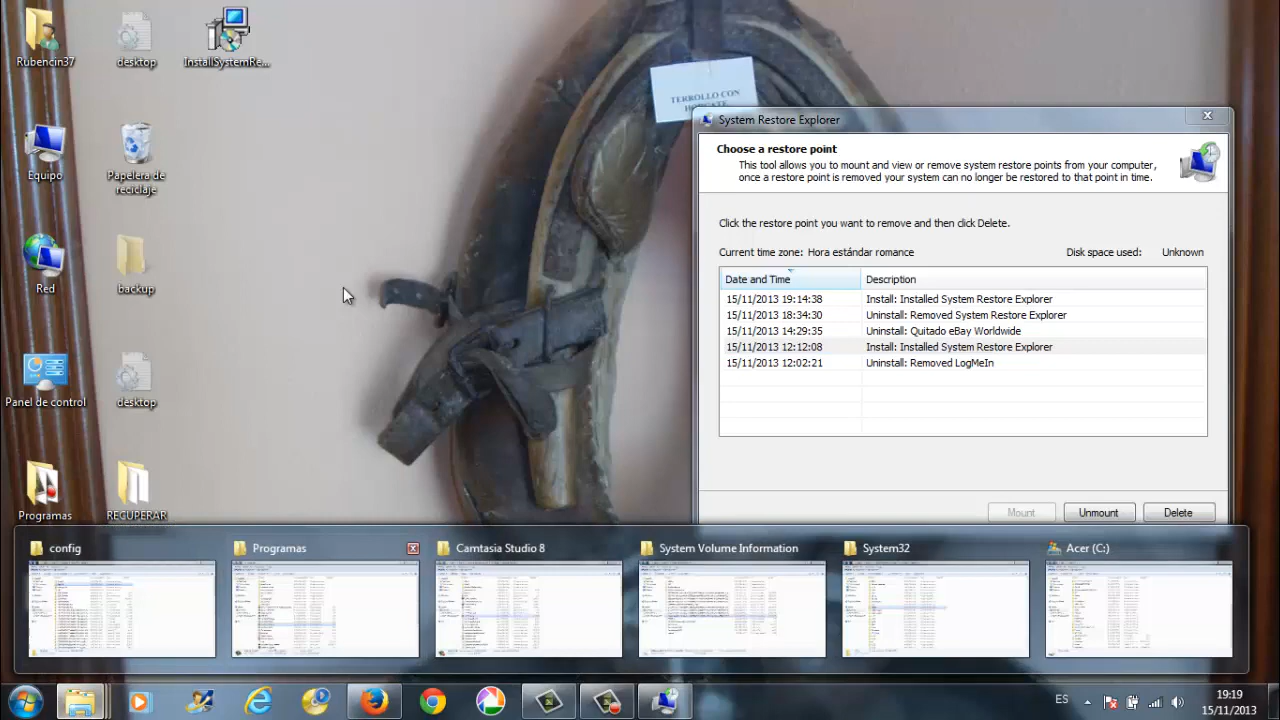 Rubencin37
desktop
InstallSystemRe...
Equipo
Papelera de
reciclaje
Red
backup
Panel de control
desktop
Programas
RECUPERAR
TERROLLO CON
System Restore Explorer
Choose a restore point
This tool allows you to mount and view or remove system restore points from your computer,
once a restore point is removed your system can no longer be restored to that point in time.
Click the restore point you want to remove and then click Delete.
Current time zone: Hora estándar romance Disk space used: Unknown
Date and Time Description
15/11/2013 19:14:38 Install: Installed System Restore Explorer
15/11/2013 18:34:30 Uninstall: Removed System Restore Explorer
15/11/2013 14:29:35 Uninstall: Quitado eBay Worldwide
15/11/2013 12:12:08 Install: Installed System Restore Explorer
15/11/2013 12:02:21 Uninstall: Removed LogMeIn
Mount Unmount Delete
config Programas Camtasia Studio 8 System Volume Information System32 Acer (C:)
ES
19:19
15/11/2013